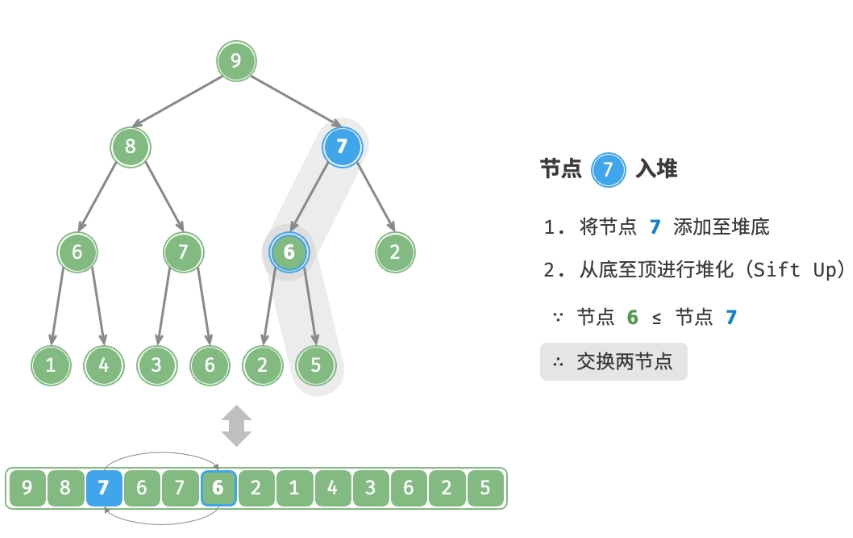 9
8 7
6 7 6 2
1 4 3 6 2 5
9 8 7 6 7 6 2 1 4 3 6 2 5
节点 7 入堆
1. 将节点 7 添加至堆底
2. 从底至顶进行堆化（Sift Up）
∵ 节点 6 ≤ 节点 7
∴ 交换两节点